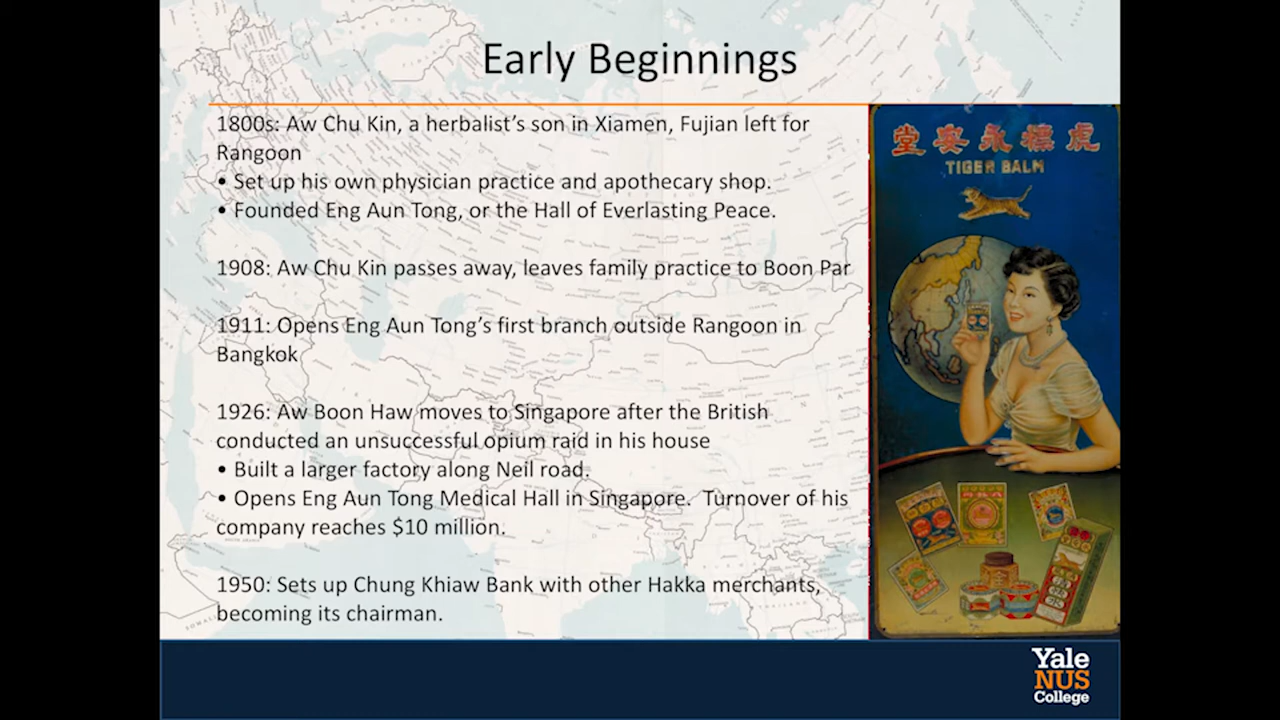 Early Beginnings
1800s: Aw Chu Kin, a herbalist's son in Xiamen, Fujian left for
Rangoon
• Set up his own physician practice and apothecary shop.
• Founded Eng Aun Tong, or the Hall of Everlasting Peace.
1908: Aw Chu Kin passes away, leaves family practice to Boon Par
1911: Opens Eng Aun Tong's first branch outside Rangoon in
Bangkok
1926: Aw Boon Haw moves to Singapore after the British
conducted an unsuccessful opium raid in his house
• Built a larger factory along Neil road.
• Opens Eng Aun Tong Medical Hall in Singapore.  Turnover of his
company reaches $10 million.
1950: Sets up Chung Khiaw Bank with other Hakka merchants,
becoming its chairman.
堂安永標虎
TIGER BALM
Yale
NUS
College